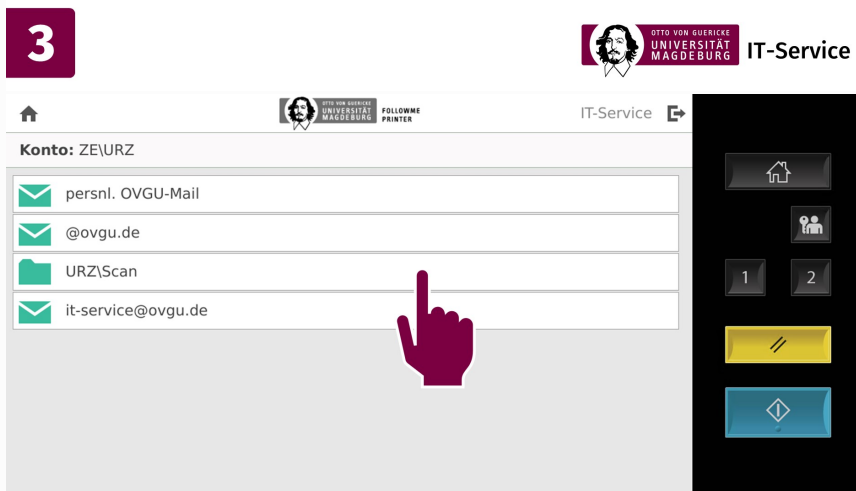 3
OTTO VON GUERICKE
UNIVERSITÄT
MAGDEBURG
IT-Service
OTTO VON GUERICKE
UNIVERSITÄT
MAGDEBURG
FOLLOWME
PRINTER
IT-Service
Konto: ZE\URZ
persnl. OVGU-Mail
@ovgu.de
URZ\Scan
it-service@ovgu.de
1
2